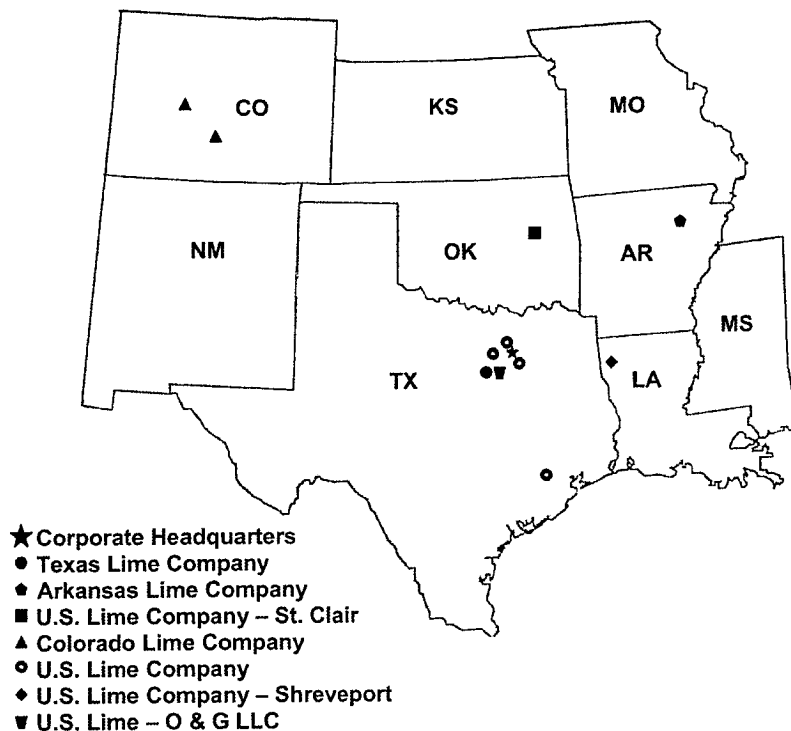 CO
KS
MO
NM
OK
AR
MS
TX
LA
Corporate Headquarters
Texas Lime Company
Arkansas Lime Company
U.S. Lime Company – St. Clair
Colorado Lime Company
U.S. Lime Company
U.S. Lime Company – Shreveport
U.S. Lime – O & G LLC